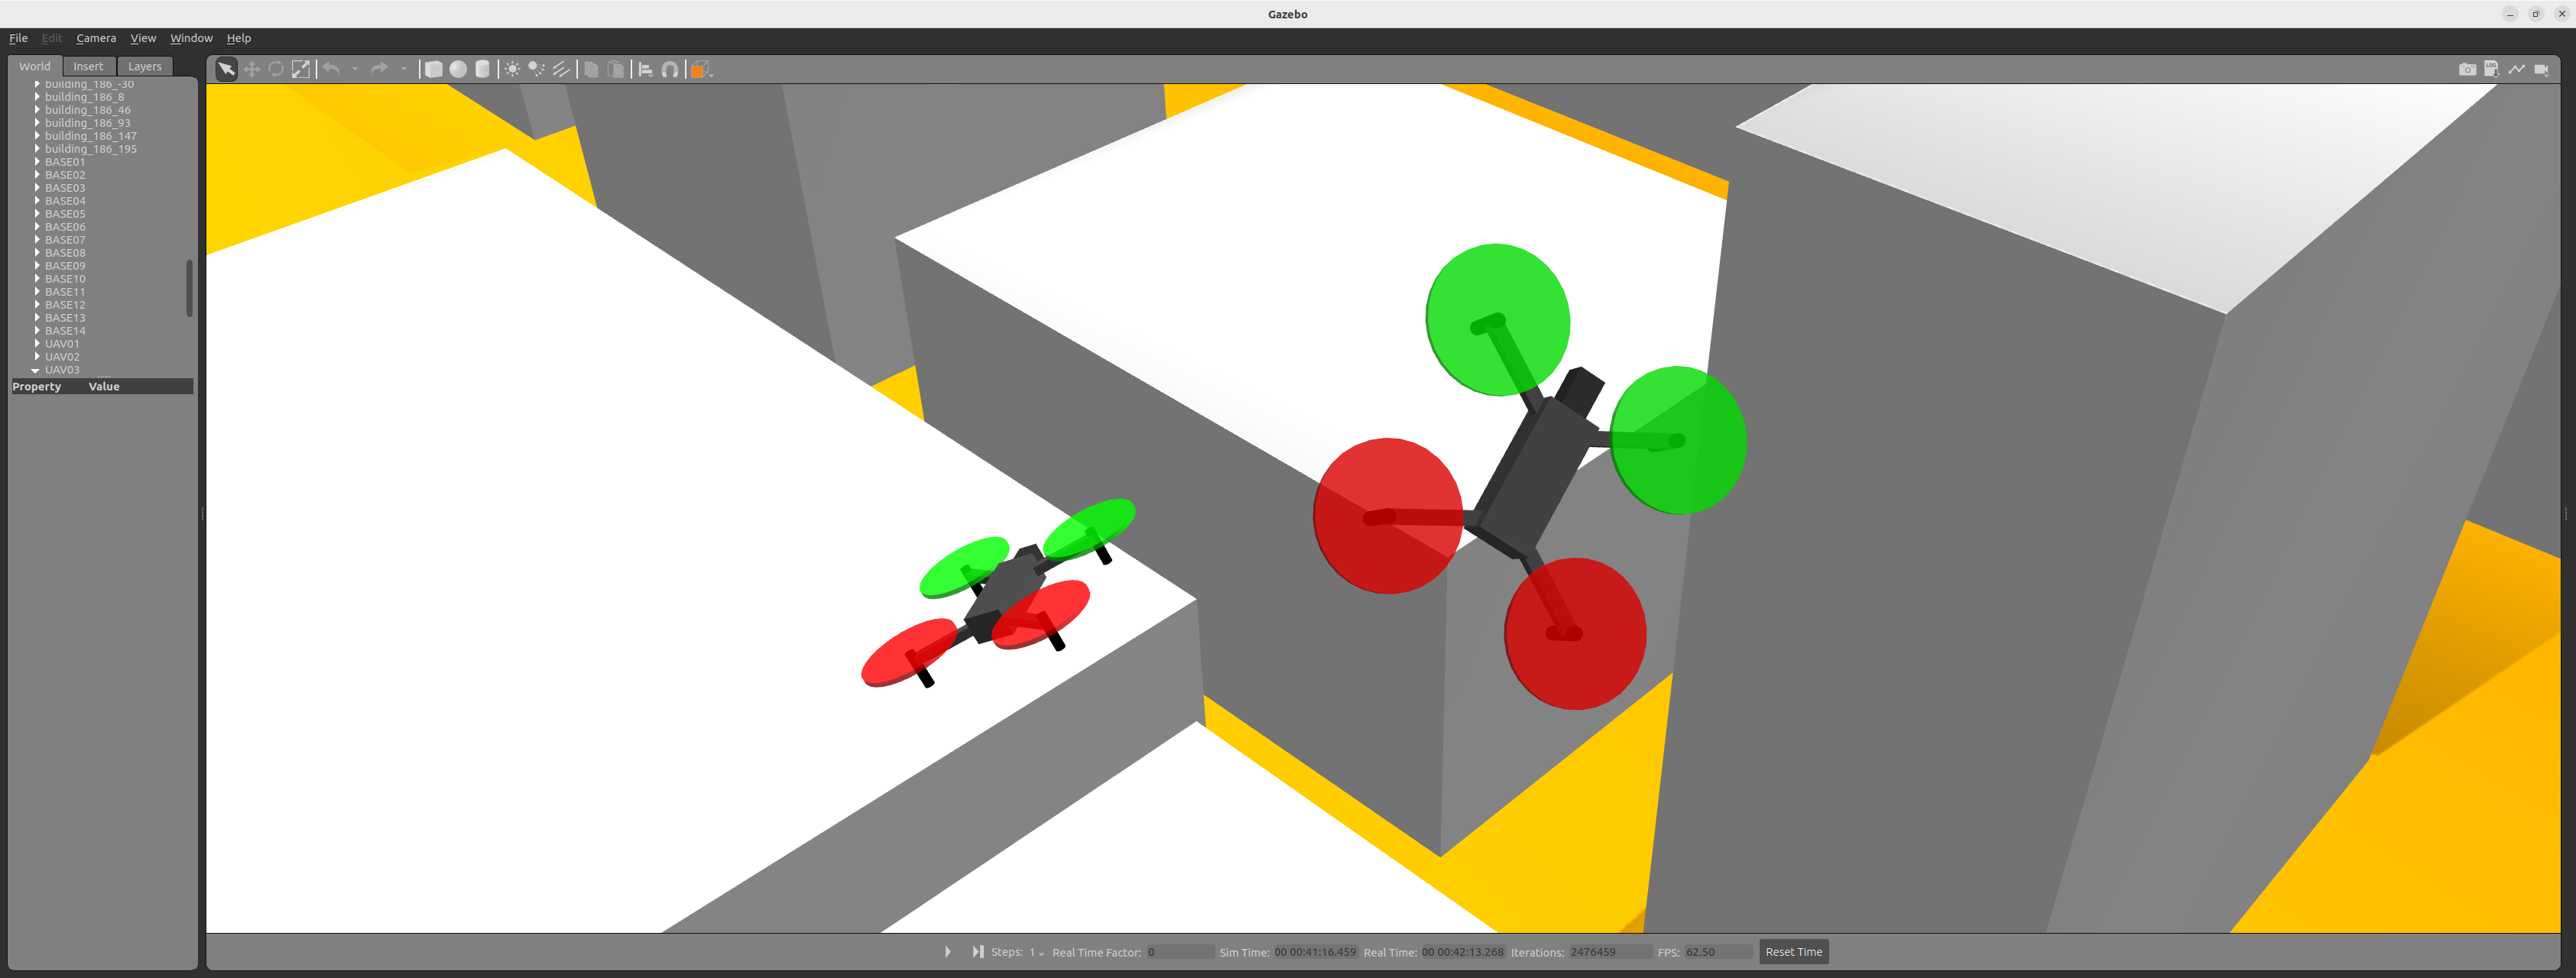 Gazebo
File Edit Camera View Window Help
World Insert Layers
building_186_-30
building_186_8
building_186_46
building_186_93
building_186_147
building_186_195
BASE01
BASE02
BASE03
BASE04
BASE05
BASE06
BASE07
BASE08
BASE09
BASE10
BASE11
BASE12
BASE13
BASE14
UAV01
UAV02
UAV03
Property Value
LOG
Steps: 1 Real Time Factor: 0 Sim Time: 00 00:41:16.459 Real Time: 00 00:42:13.268 Iterations: 2476459 FPS: 62.50 Reset Time